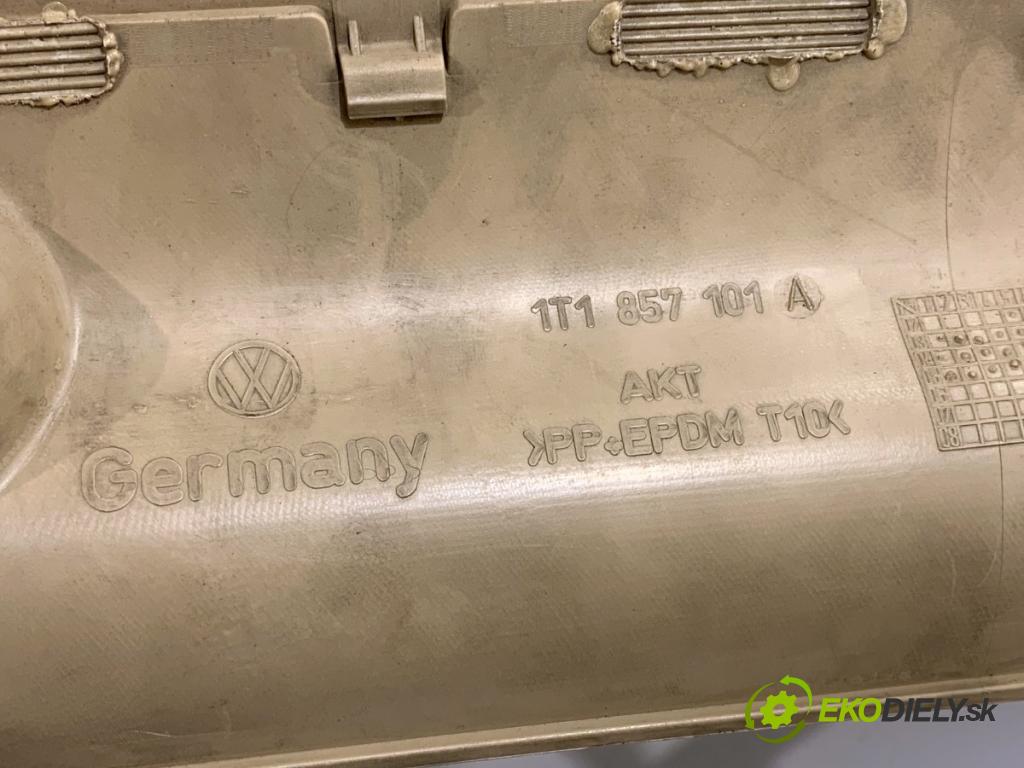 1T1 857 101 A
AKT
>PP+EPDM T10<
Germany
EKODIELY.sk